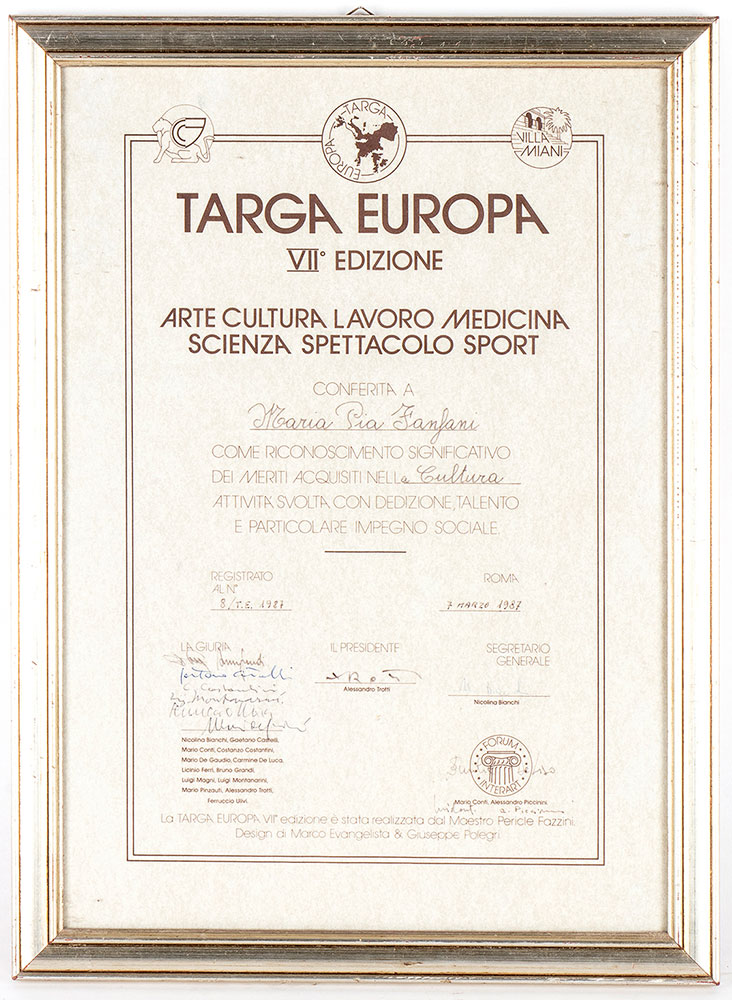 TARGA
EUROPA
VILLA
MIANI
TARGA EUROPA
VII° EDIZIONE
ARTE CULTURA LAVORO MEDICINA
SCIENZA SPETTACOLO SPORT
CONFERITA A
Maria Pia Fanfani
COME RICONOSCIMENTO SIGNIFICATIVO
DEI MERITI ACQUISITI NELLa Cultura
ATTIVITA SVOLTA CON DEDIZIONE, TALENTO
E PARTICOLARE IMPEGNO SOCIALE.
REGISTRATO
AL N°
8/T.E. 1987
ROMA
7 MARZO 1987
LA GIURIA
IL PRESIDENTE
Alessandro Trotti
SEGRETARIO
GENERALE
Nicolina Bianchi
Nicolina Bianchi, Gaetano Castelli,
Mario Conti, Costanzo Costantini,
Mario De Gaudio, Carmine De Luca,
Licinio Ferri, Bruno Grandi,
Luigi Magni, Luigi Montanarini,
Mario Pinzauti, Alessandro Trotti,
Ferruccio Ulivi.
FORUM
INTERART
Mario Conti, Alessandro Piccinini
La TARGA EUROPA VII° edizione è stata realizzata dal Maestro Pericle Fazzini.
Design di Marco Evangelista & Giuseppe Palegri.